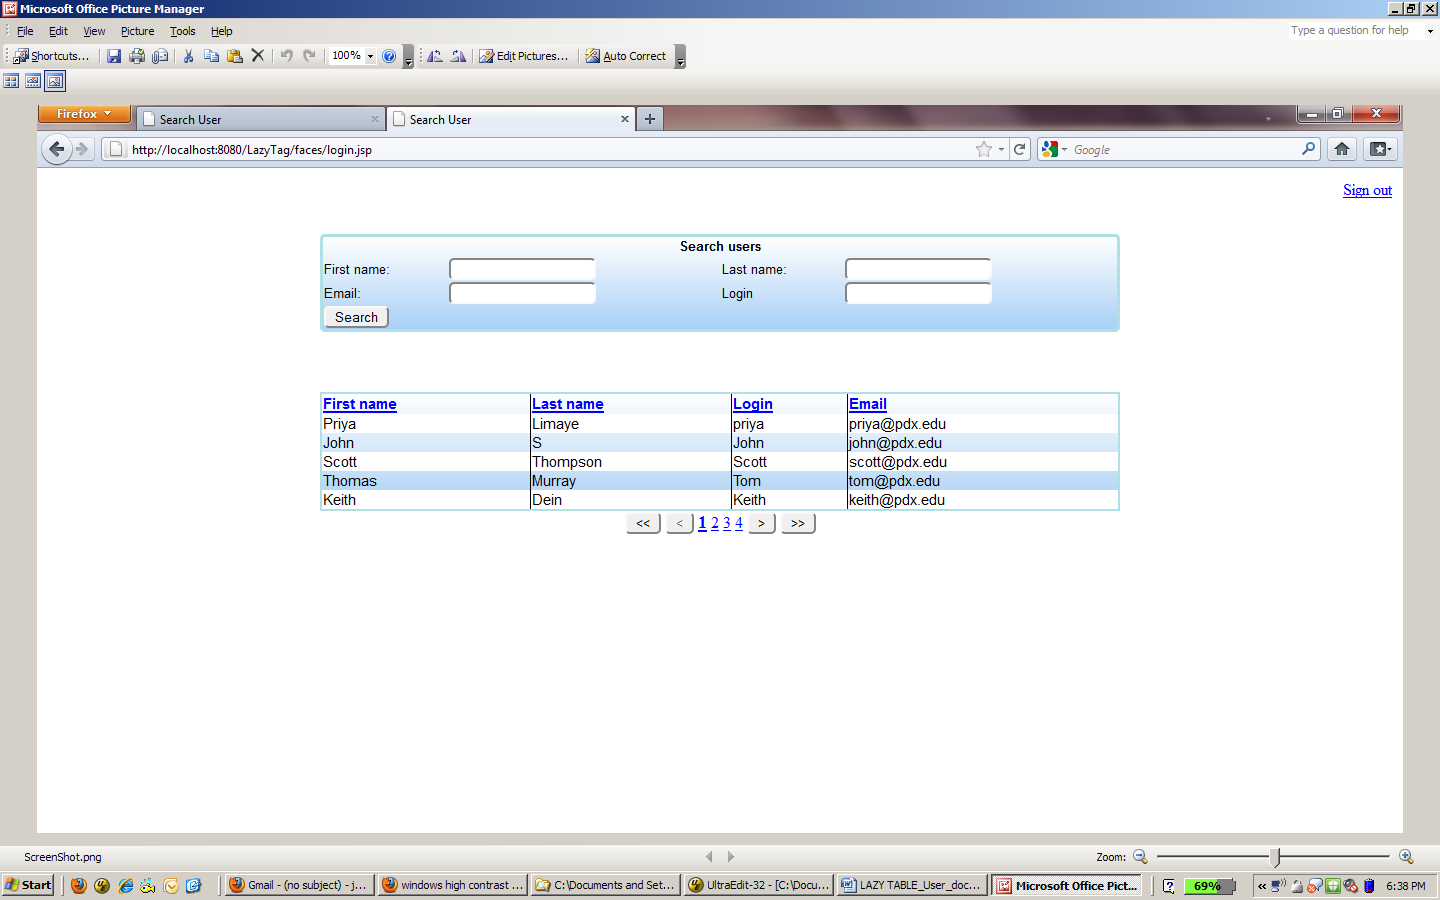 Microsoft Office Picture Manager
File Edit View Picture Tools Help
Type a question for help
Shortcuts... 100% Edit Pictures... Auto Correct
Firefox Search User Search User
http://localhost:8080/LazyTag/faces/login.jsp Google
Sign out
Search users
First name: Last name:
Email: Login
Search
First name Last name Login Email
Priya Limaye priya priya@pdx.edu
John S John john@pdx.edu
Scott Thompson Scott scott@pdx.edu
Thomas Murray Tom tom@pdx.edu
Keith Dein Keith keith@pdx.edu
<< < 1 2 3 4 > >>
ScreenShot.png Zoom:
Start Gmail - (no subject) - j... windows high contrast ... C:\Documents and Set... UltraEdit-32 - [C:\Docu... LAZY TABLE_User_doc... Microsoft Office Pict... 69% « 6:38 PM